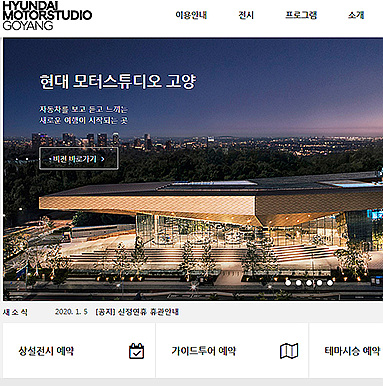 HYUNDAI
MOTORSTUDIO
GOYANG
이용안내 전시 프로그램 소개
현대 모터스튜디오 고양
자동차를 보고 듣고 느끼는
새로운 여행이 시작되는 곳
비전 바로가기 >
새소식 2020. 1. 5 [공지] 신정연휴 휴관안내
상설전시 예약 가이드투어 예약 테마시승 예약